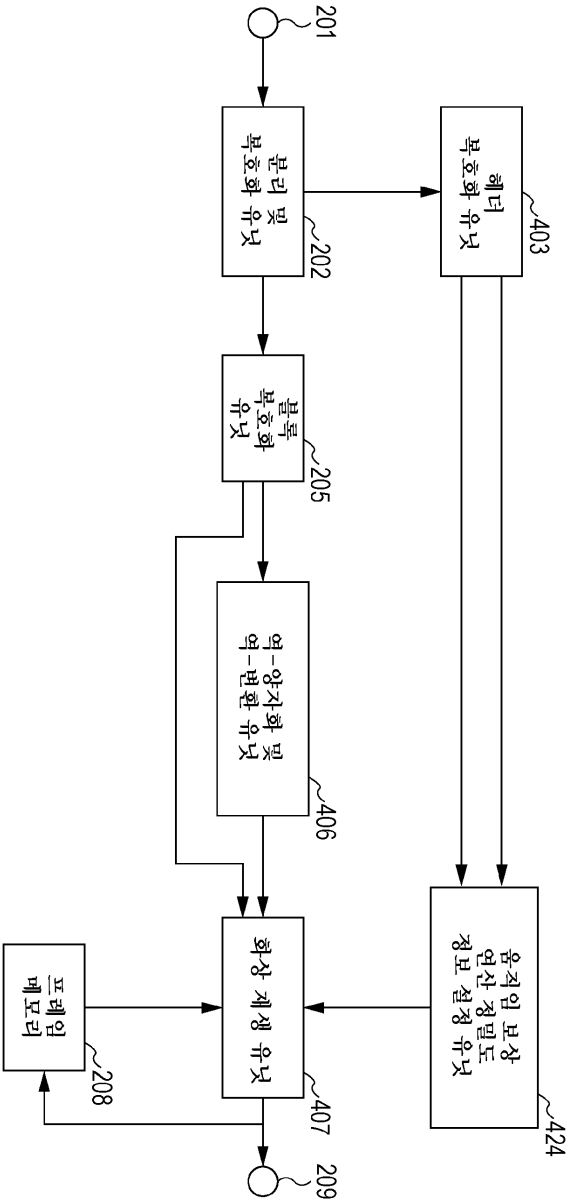 헤더
복호화 유닛
403
움직임 보상
연산 정밀도
정보 설정 유닛
424
201
분리 및
복호화 유닛
202
블록
복호화
유닛
205
역-양자화 및
역-변환 유닛
406
화상 재생 유닛
407
209
프레임
메모리
208